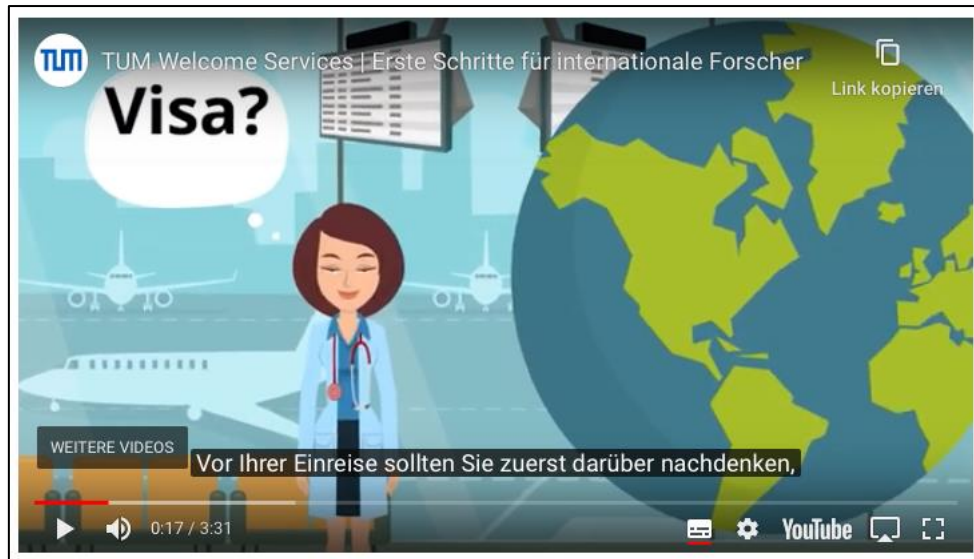 TUM
TUM Welcome Services | Erste Schritte für internationale Forscher
Link kopieren
Visa?
WEITERE VIDEOS
Vor Ihrer Einreise sollten Sie zuerst darüber nachdenken,
0:17 / 3:31
YouTube